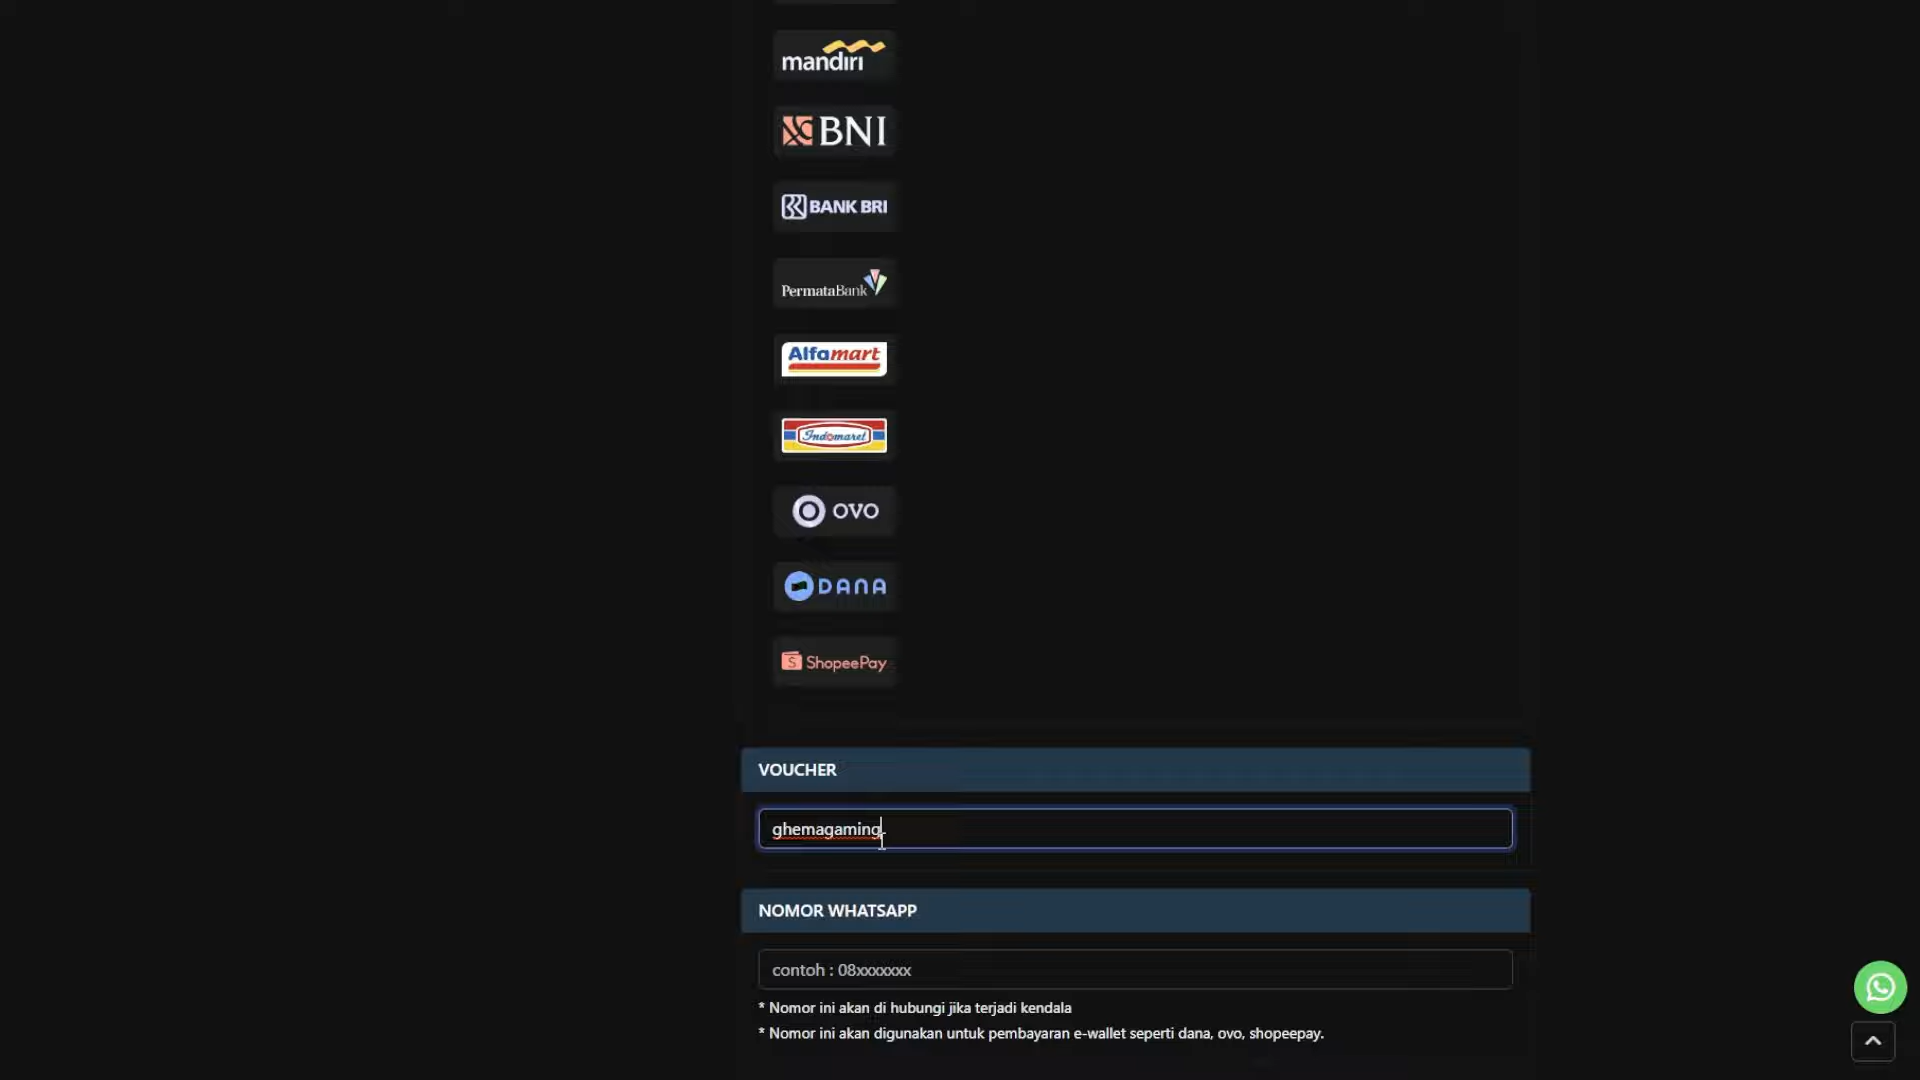 mandiri
BNI
BANK BRI
PermataBank
Alfamart
Indomaret
OVO
DANA
S ShopeePay
VOUCHER
ghemagaming
NOMOR WHATSAPP
contoh : 08xxxxxxx
* Nomor ini akan di hubungi jika terjadi kendala
* Nomor ini akan digunakan untuk pembayaran e-wallet seperti dana, ovo, shopeepay.